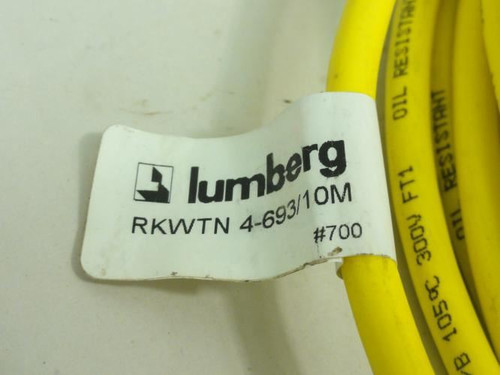 lumberg
RKWTN 4-693/10M
#700
OIL RESISTANT
105°C 300V FT1 OIL RESISTANT